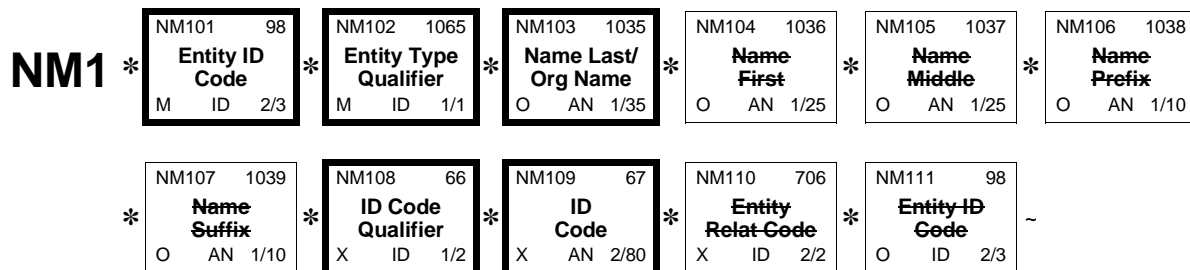 NM101 98 NM102 1065 NM103 1035 NM104 1036 NM105 1037 NM106 1038
NM1 * Entity ID Code * Entity Type Qualifier * Name Last/ Org Name * Name First * Name Middle * Name Prefix
M ID 2/3 M ID 1/1 O AN 1/35 O AN 1/25 O AN 1/25 O AN 1/10
NM107 1039 NM108 66 NM109 67 NM110 706 NM111 98
* Name Suffix * ID Code Qualifier * ID Code * Entity Relat Code * Entity ID Code ~
O AN 1/10 X ID 1/2 X AN 2/80 X ID 2/2 O ID 2/3